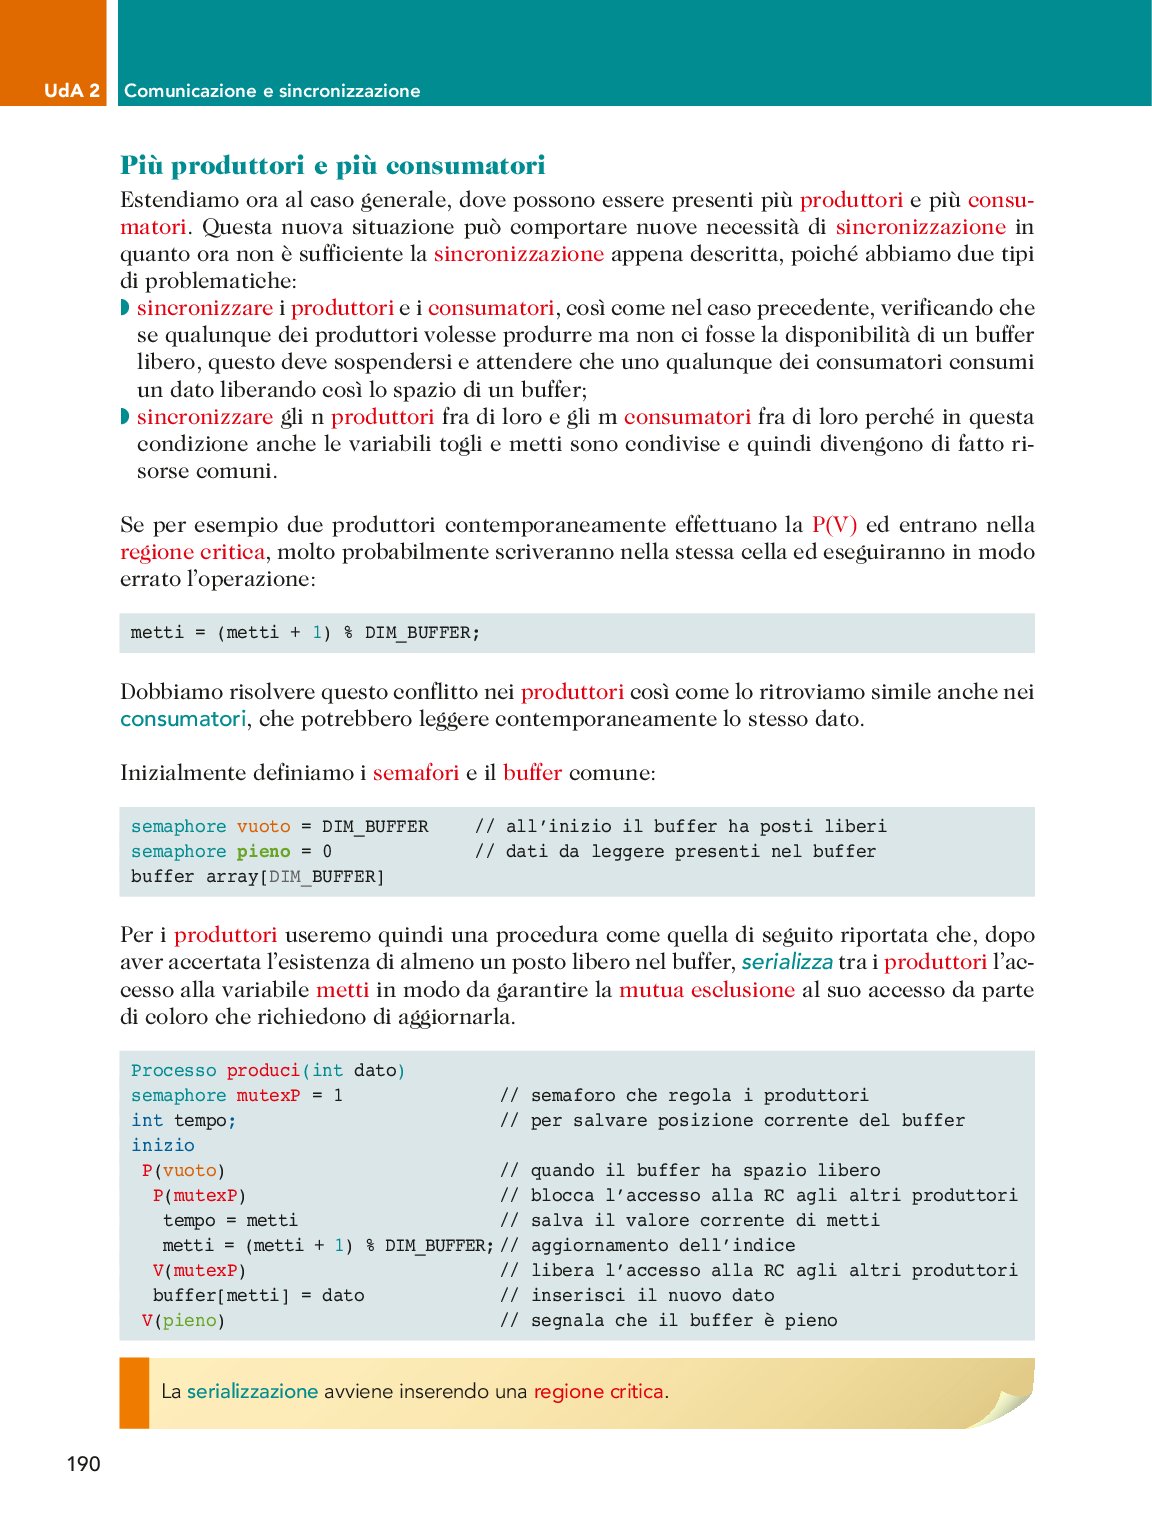 UdA 2 Comunicazione e sincronizzazione
Più produttori e più consumatori
Estendiamo ora al caso generale, dove possono essere presenti più produttori e più consu-
matori. Questa nuova situazione può comportare nuove necessità di sincronizzazione in
quanto ora non è sufficiente la sincronizzazione appena descritta, poiché abbiamo due tipi
di problematiche:
◗ sincronizzare i produttori e i consumatori, così come nel caso precedente, verificando che
se qualunque dei produttori volesse produrre ma non ci fosse la disponibilità di un buffer
libero, questo deve sospendersi e attendere che uno qualunque dei consumatori consumi
un dato liberando così lo spazio di un buffer;
◗ sincronizzare gli n produttori fra di loro e gli m consumatori fra di loro perché in questa
condizione anche le variabili togli e metti sono condivise e quindi divengono di fatto ri-
sorse comuni.
Se per esempio due produttori contemporaneamente effettuano la P(V) ed entrano nella
regione critica, molto probabilmente scriveranno nella stessa cella ed eseguiranno in modo
errato l’operazione:
metti = (metti + 1) % DIM_BUFFER;
Dobbiamo risolvere questo conflitto nei produttori così come lo ritroviamo simile anche nei
consumatori, che potrebbero leggere contemporaneamente lo stesso dato.
Inizialmente definiamo i semafori e il buffer comune:
semaphore vuoto = DIM_BUFFER // all’inizio il buffer ha posti liberi
semaphore pieno = 0 // dati da leggere presenti nel buffer
buffer array[DIM_BUFFER]
Per i produttori useremo quindi una procedura come quella di seguito riportata che, dopo
aver accertata l’esistenza di almeno un posto libero nel buffer, serializza tra i produttori l’ac-
cesso alla variabile metti in modo da garantire la mutua esclusione al suo accesso da parte
di coloro che richiedono di aggiornarla.
Processo produci(int dato)
semaphore mutexP = 1 // semaforo che regola i produttori
int tempo; // per salvare posizione corrente del buffer
inizio
P(vuoto) // quando il buffer ha spazio libero
P(mutexP) // blocca l’accesso alla RC agli altri produttori
tempo = metti // salva il valore corrente di metti
metti = (metti + 1) % DIM_BUFFER; // aggiornamento dell’indice
V(mutexP) // libera l’accesso alla RC agli altri produttori
buffer[metti] = dato // inserisci il nuovo dato
V(pieno) // segnala che il buffer è pieno
La serializzazione avviene inserendo una regione critica.
190